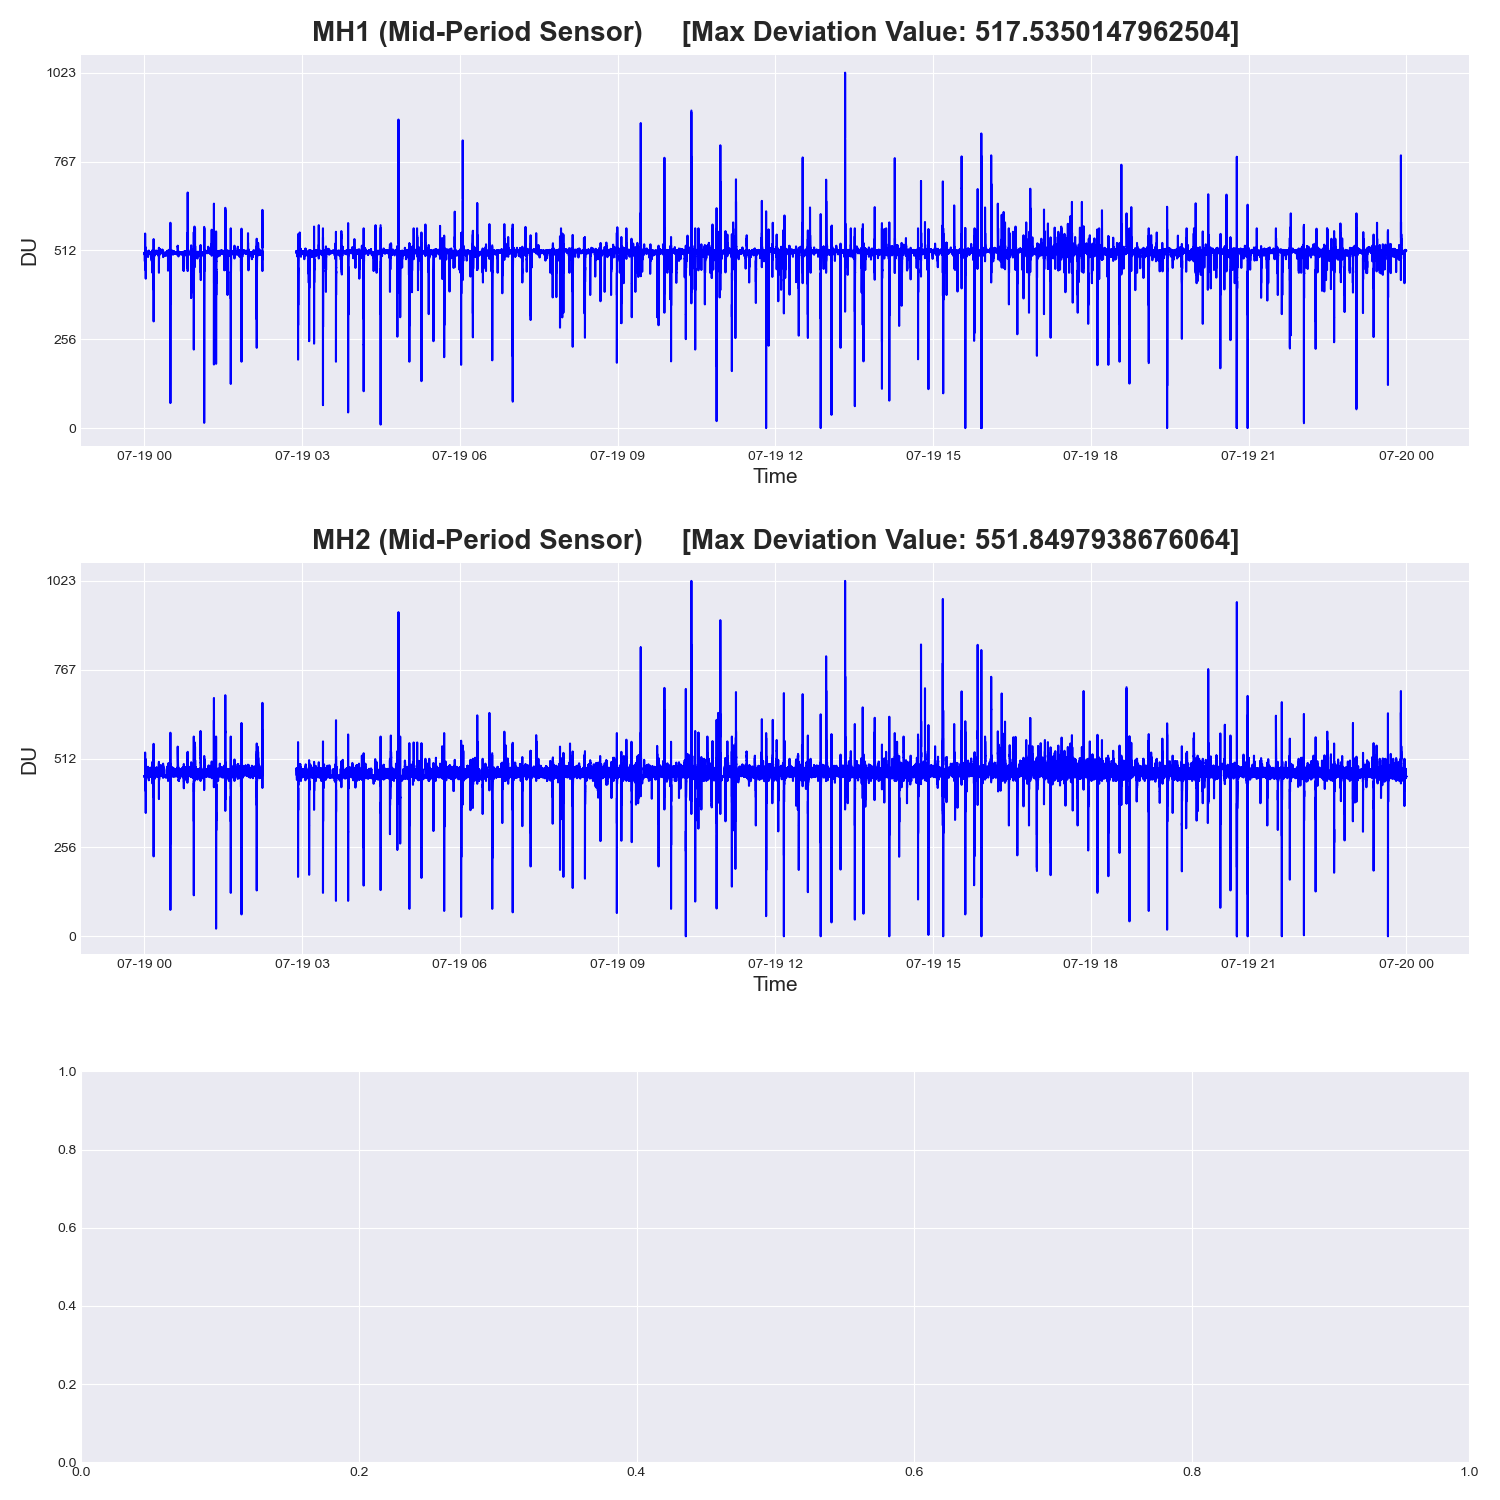 MH1 (Mid-Period Sensor) [Max Deviation Value: 517.5350147962504]
1023
767
512
256
0
DU
07-19 00 07-19 03 07-19 06 07-19 09 07-19 12 07-19 15 07-19 18 07-19 21 07-20 00
Time
MH2 (Mid-Period Sensor) [Max Deviation Value: 551.8497938676064]
1023
767
512
256
0
DU
07-19 00 07-19 03 07-19 06 07-19 09 07-19 12 07-19 15 07-19 18 07-19 21 07-20 00
Time
1.0
0.8
0.6
0.4
0.2
0.0
0.0 0.2 0.4 0.6 0.8 1.0